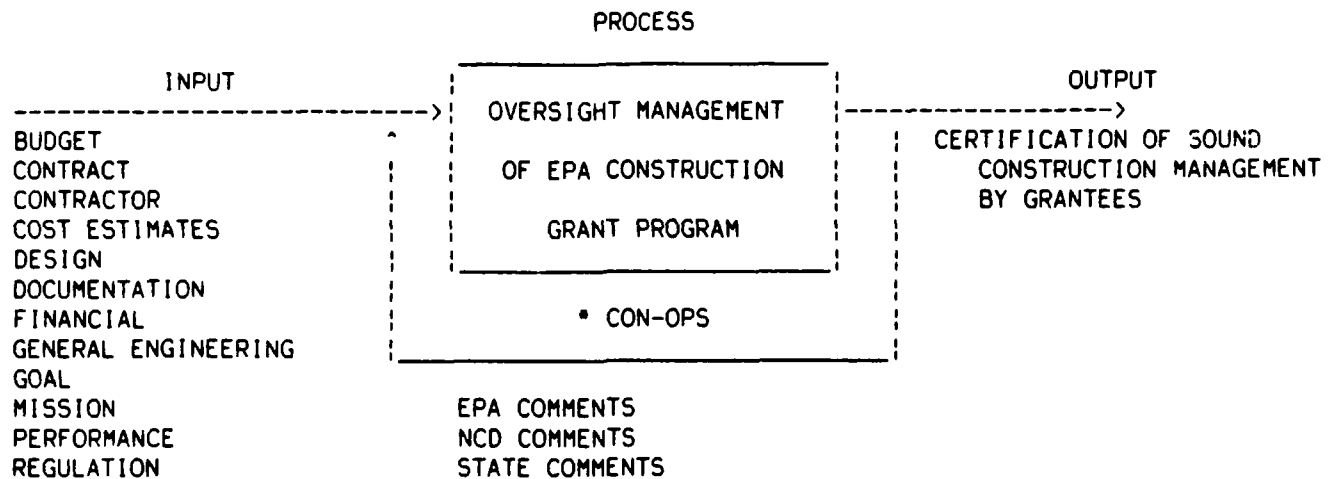 PROCESS
INPUT
OUTPUT
OVERSIGHT MANAGEMENT
OF EPA CONSTRUCTION
GRANT PROGRAM
* CON-OPS
BUDGET
CONTRACT
CONTRACTOR
COST ESTIMATES
DESIGN
DOCUMENTATION
FINANCIAL
GENERAL ENGINEERING
GOAL
MISSION
PERFORMANCE
REGULATION
EPA COMMENTS
NCD COMMENTS
STATE COMMENTS
CERTIFICATION OF SOUND
CONSTRUCTION MANAGEMENT
BY GRANTEES